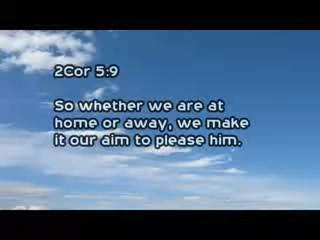 2Cor 5:9
So whether we are at
home or away, we make
it our aim to please him.